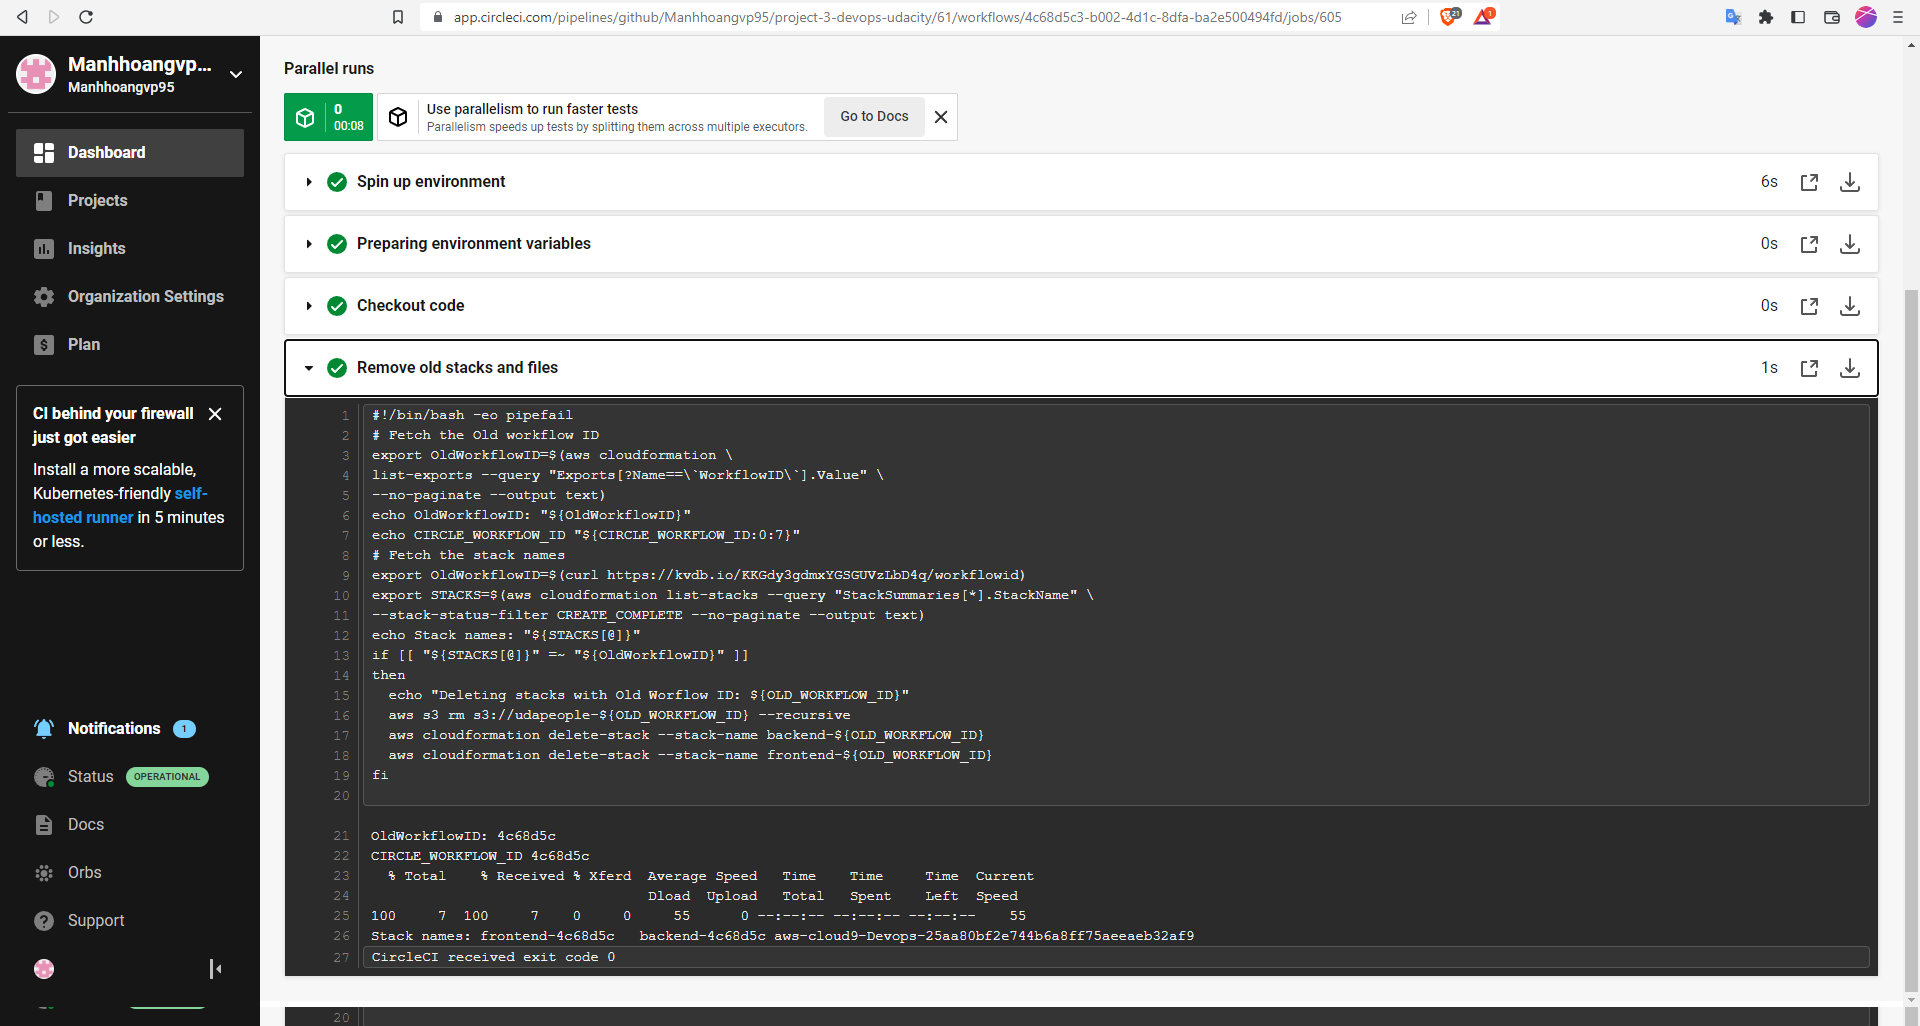 app.circleci.com/pipelines/github/Manhhoangvp95/project-3-devops-udacity/61/workflows/4c68d5c3-b002-4d1c-8dfa-ba2e500494fd/jobs/605
21
1
Manhhoangvp...
Manhhoangvp95
Dashboard
Projects
Insights
Organization Settings
Plan
CI behind your firewall
just got easier
Install a more scalable,
Kubernetes-friendly self-
hosted runner in 5 minutes
or less.
Notifications 1
Status OPERATIONAL
Docs
Orbs
Support
Parallel runs
0
00:08
Use parallelism to run faster tests
Parallelism speeds up tests by splitting them across multiple executors.
Go to Docs
Spin up environment 6s
Preparing environment variables 0s
Checkout code 0s
Remove old stacks and files 1s
1 #!/bin/bash -eo pipefail
2 # Fetch the Old workflow ID
3 export OldWorkflowID=$(aws cloudformation \
4 list-exports --query "Exports[?Name==\`WorkflowID\`].Value" \
5 --no-paginate --output text)
6 echo OldWorkflowID: "${OldWorkflowID}"
7 echo CIRCLE_WORKFLOW_ID "${CIRCLE_WORKFLOW_ID:0:7}"
8 # Fetch the stack names
9 export OldWorkflowID=$(curl https://kvdb.io/KKGdy3gdmxYGSGUVzLbD4q/workflowid)
10 export STACKS=$(aws cloudformation list-stacks --query "StackSummaries[*].StackName" \
11 --stack-status-filter CREATE_COMPLETE --no-paginate --output text)
12 echo Stack names: "${STACKS[@]}"
13 if [[ "${STACKS[@]}" =~ "${OldWorkflowID}" ]]
14 then
15 echo "Deleting stacks with Old Worflow ID: ${OLD_WORKFLOW_ID}"
16 aws s3 rm s3://udapeople-${OLD_WORKFLOW_ID} --recursive
17 aws cloudformation delete-stack --stack-name backend-${OLD_WORKFLOW_ID}
18 aws cloudformation delete-stack --stack-name frontend-${OLD_WORKFLOW_ID}
19 fi
20
21 OldWorkflowID: 4c68d5c
22 CIRCLE_WORKFLOW_ID 4c68d5c
23 % Total % Received % Xferd Average Speed Time Time Time Current
24 Dload Upload Total Spent Left Speed
25 100 7 100 7 0 0 55 0 --:--:-- --:--:-- --:--:-- 55
26 Stack names: frontend-4c68d5c backend-4c68d5c aws-cloud9-Devops-25aa80bf2e744b6a8ff75aeeaeb32af9
27 CircleCI received exit code 0
20